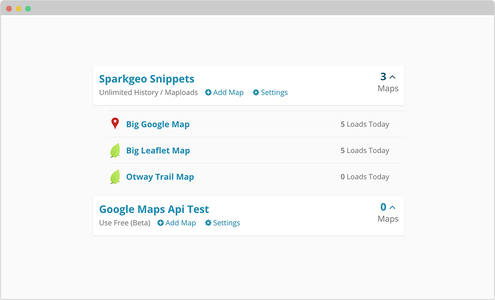 Sparkgeo Snippets 3
Unlimited History / Maploads Add Map Settings Maps
Big Google Map 5 Loads Today
Big Leaflet Map 5 Loads Today
Otway Trail Map 0 Loads Today
Google Maps Api Test 0
Use Free (Beta) Add Map Settings Maps